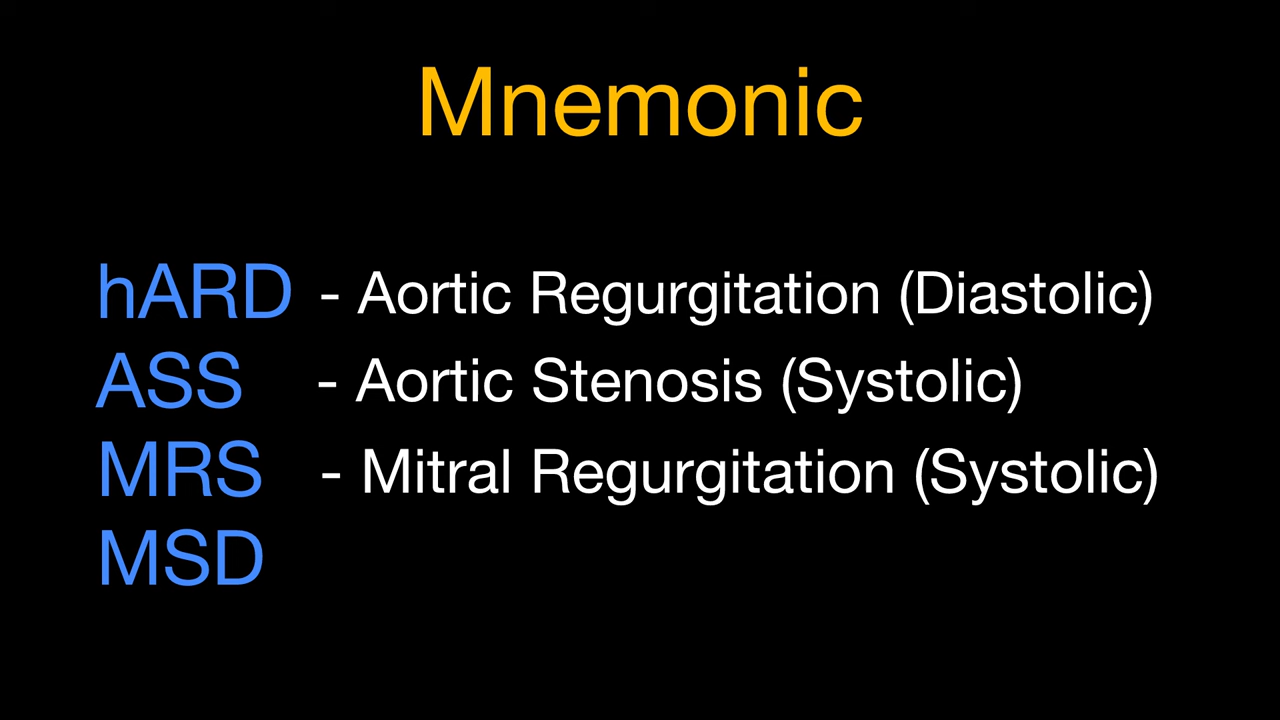 Mnemonic
hARD - Aortic Regurgitation (Diastolic)
ASS - Aortic Stenosis (Systolic)
MRS - Mitral Regurgitation (Systolic)
MSD